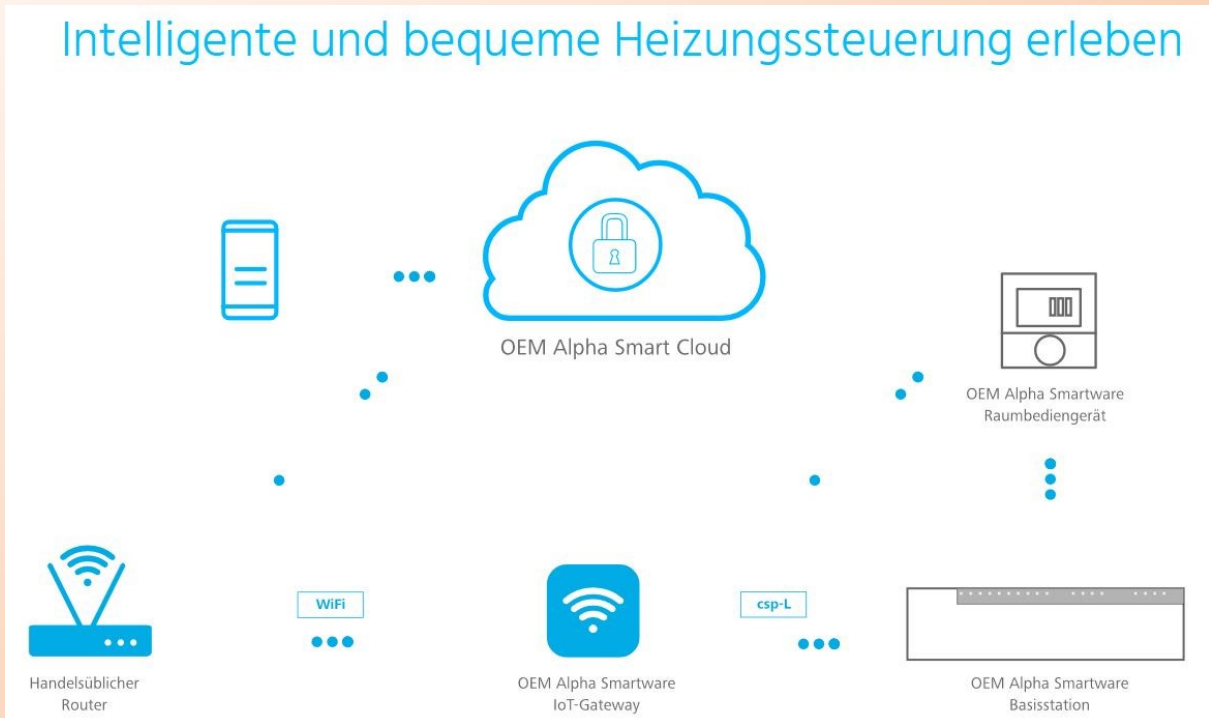 Intelligente und bequeme Heizungssteuerung erleben
OEM Alpha Smart Cloud
OEM Alpha Smartware
Raumbediengerät
WiFi
csp-L
Handelsüblicher
Router
OEM Alpha Smartware
IoT-Gateway
OEM Alpha Smartware
Basisstation